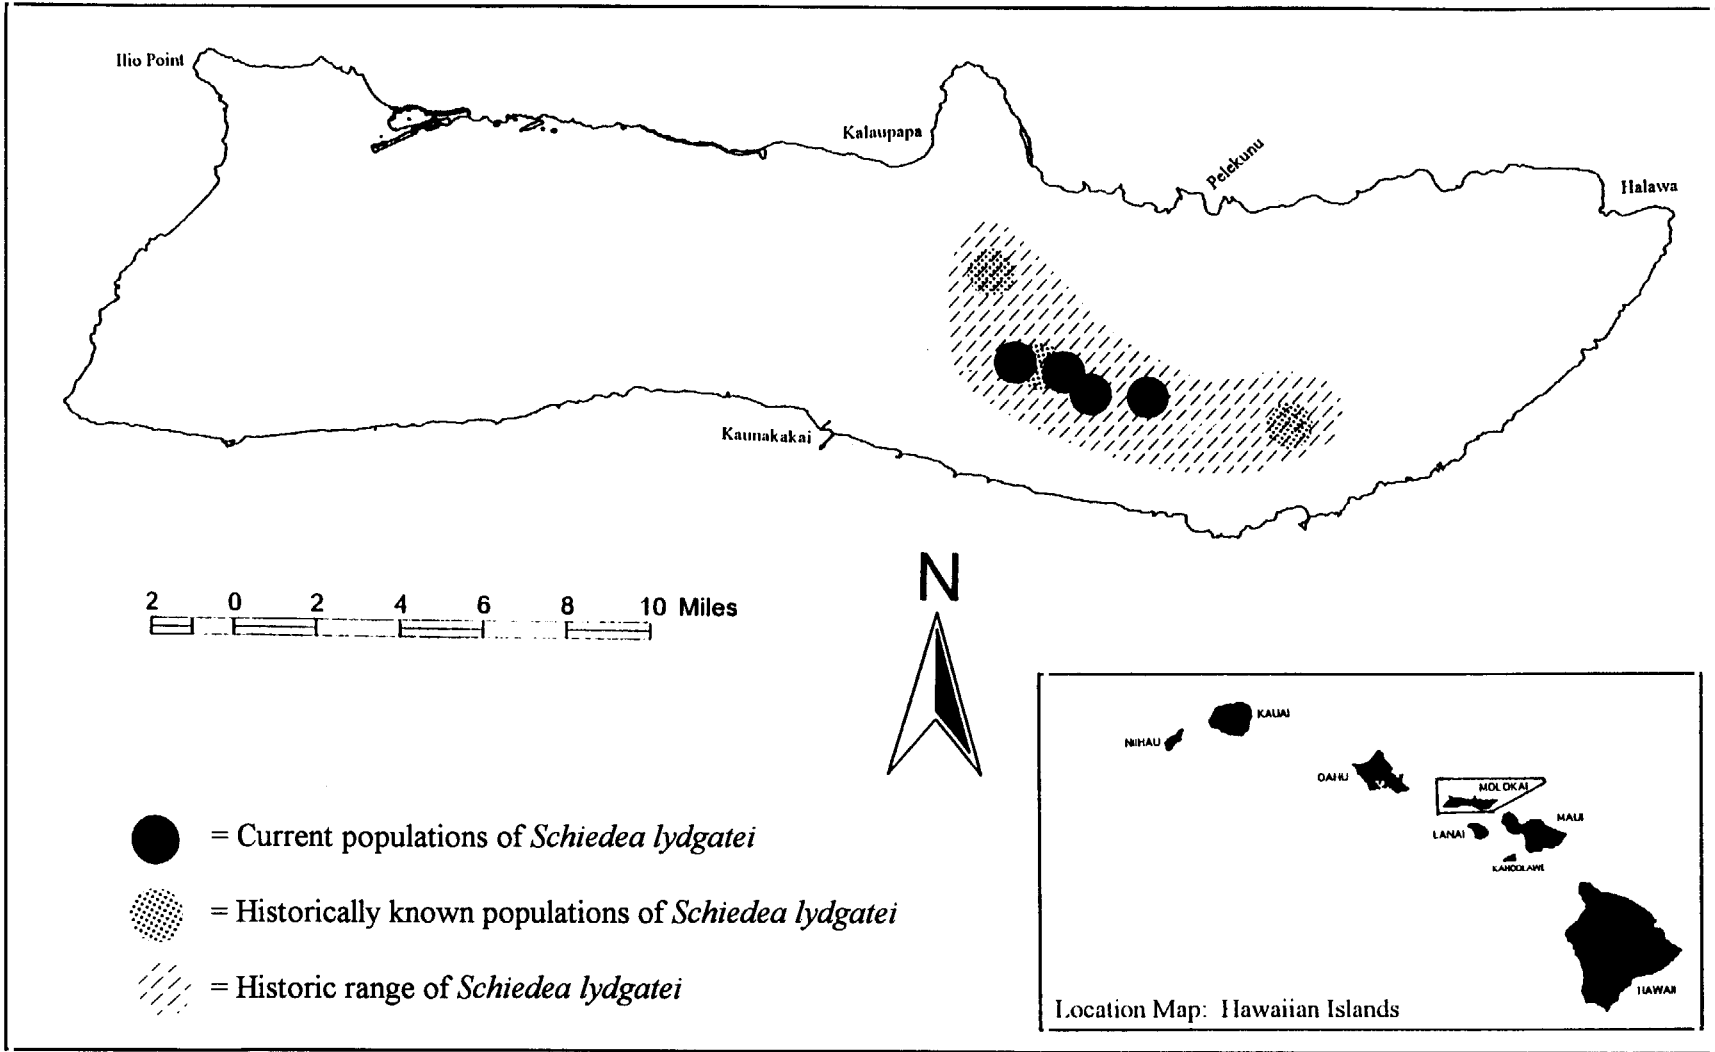 Ilio Point
Kalaupapa
Pelekunu
Halawa
Kaunakakai
N
2 0 2 4 6 8 10 Miles
= Current populations of Schiedea lydgatei
= Historically known populations of Schiedea lydgatei
= Historic range of Schiedea lydgatei
KAUAI
NIIHAU
OAHU
MOLOKAI
LANAI
MAUI
KAHOOLAWE
HAWAII
Location Map: Hawaiian Islands